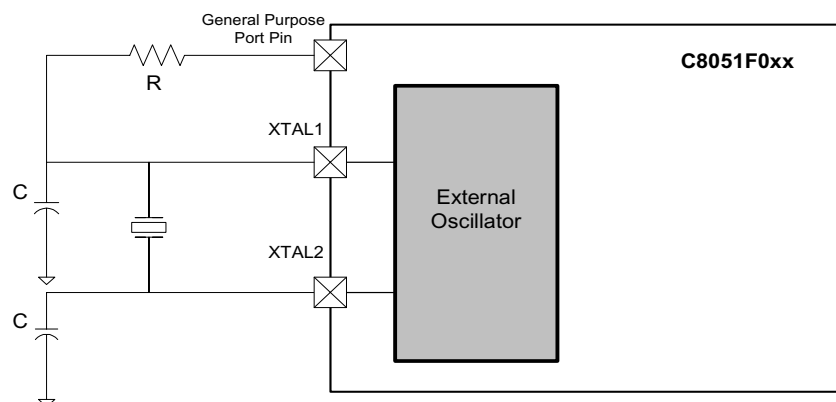 General Purpose
Port Pin
C8051F0xx
R
XTAL1
C
External
Oscillator
XTAL2
C